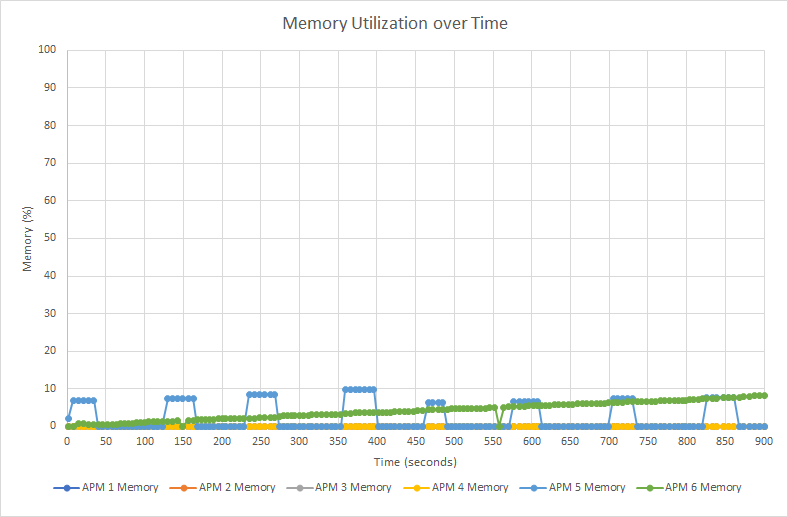 Memory Utilization over Time
100
90
80
70
60
50
40
30
20
10
0
Memory (%)
0 50 100 150 200 250 300 350 400 450 500 550 600 650 700 750 800 850 900
Time (seconds)
APM 1 Memory APM 2 Memory APM 3 Memory APM 4 Memory APM 5 Memory APM 6 Memory